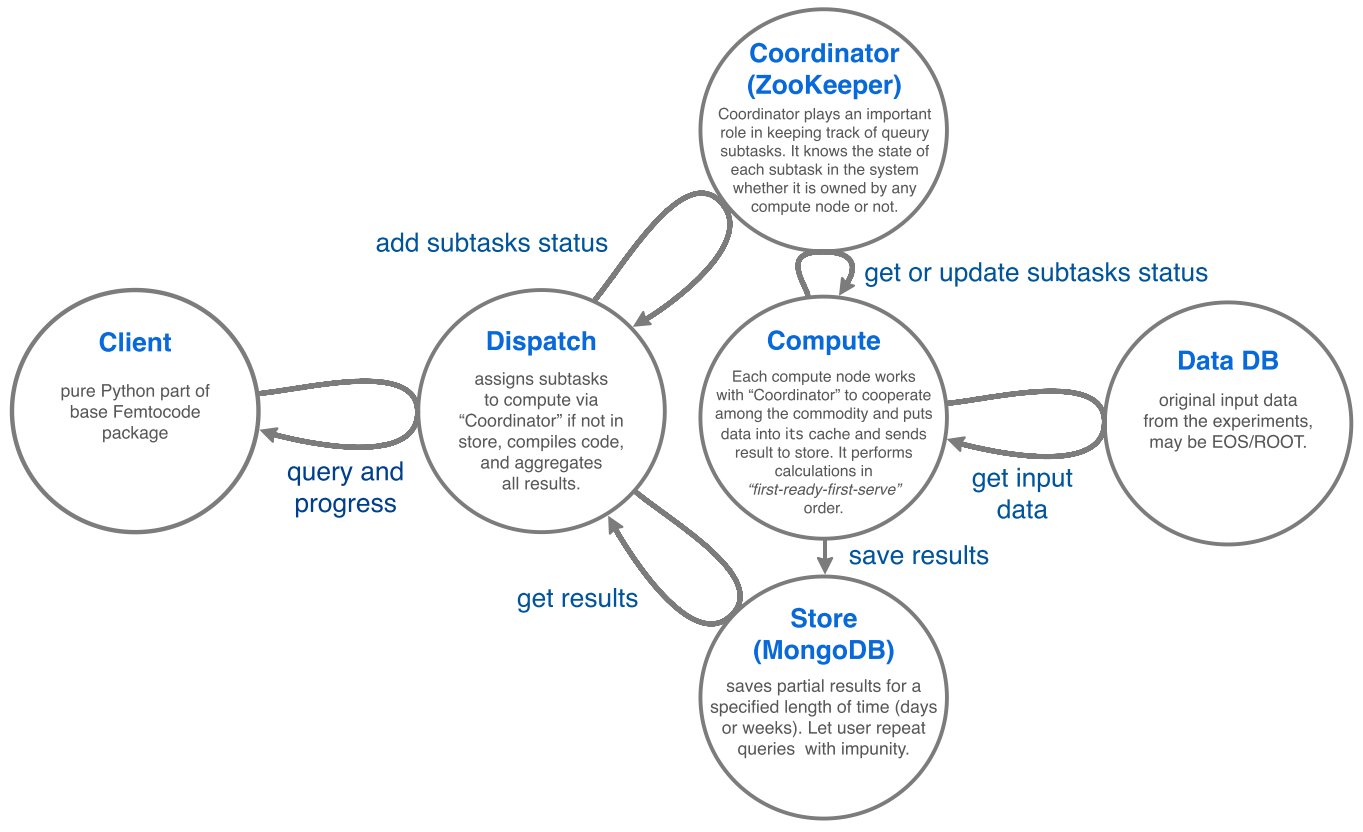 Coordinator
(ZooKeeper)
Coordinator plays an important
role in keeping track of queury
subtasks. It knows the state of
each subtask in the system
whether it is owned by any
compute node or not.
add subtasks status
get or update subtasks status
Client
pure Python part of
base Femtocode
package
query and
progress
Dispatch
assigns subtasks
to compute via
“Coordinator” if not in
store, compiles code,
and aggregates
all results.
Compute
Each compute node works
with “Coordinator” to cooperate
among the commodity and puts
data into its cache and sends
result to store. It performs
calculations in
“first-ready-first-serve”
order.
Data DB
original input data
from the experiments,
may be EOS/ROOT.
get input
data
save results
get results
Store
(MongoDB)
saves partial results for a
specified length of time (days
or weeks). Let user repeat
queries with impunity.